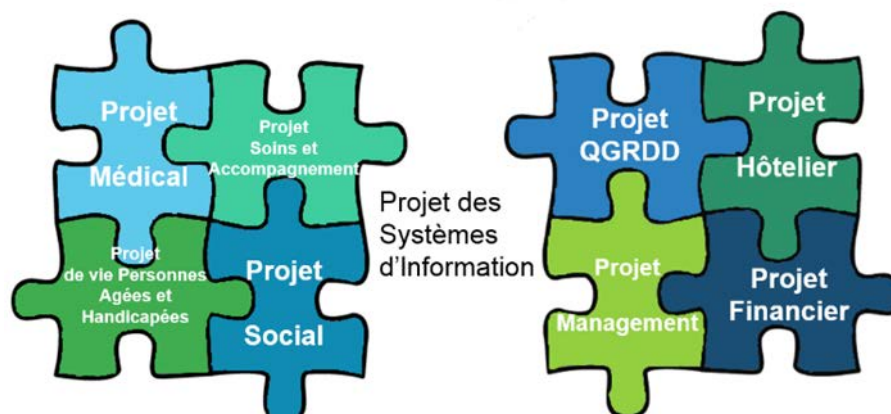 Projet
Médical
Projet
Soins et
Accompagnement
Projet
de vie Personnes
Agées et
Handicapées
Projet
Social
Projet des
Systèmes
d'Information
Projet
QGRDD
Projet
Hôtelier
Projet
Management
Projet
Financier